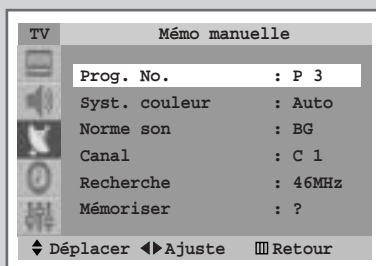 TV Mémo manuelle
Prog. No. : P 3
Syst. couleur : Auto
Norme son : BG
Canal : C 1
Recherche : 46MHz
Mémoriser : ?
Déplacer Ajuste Retour